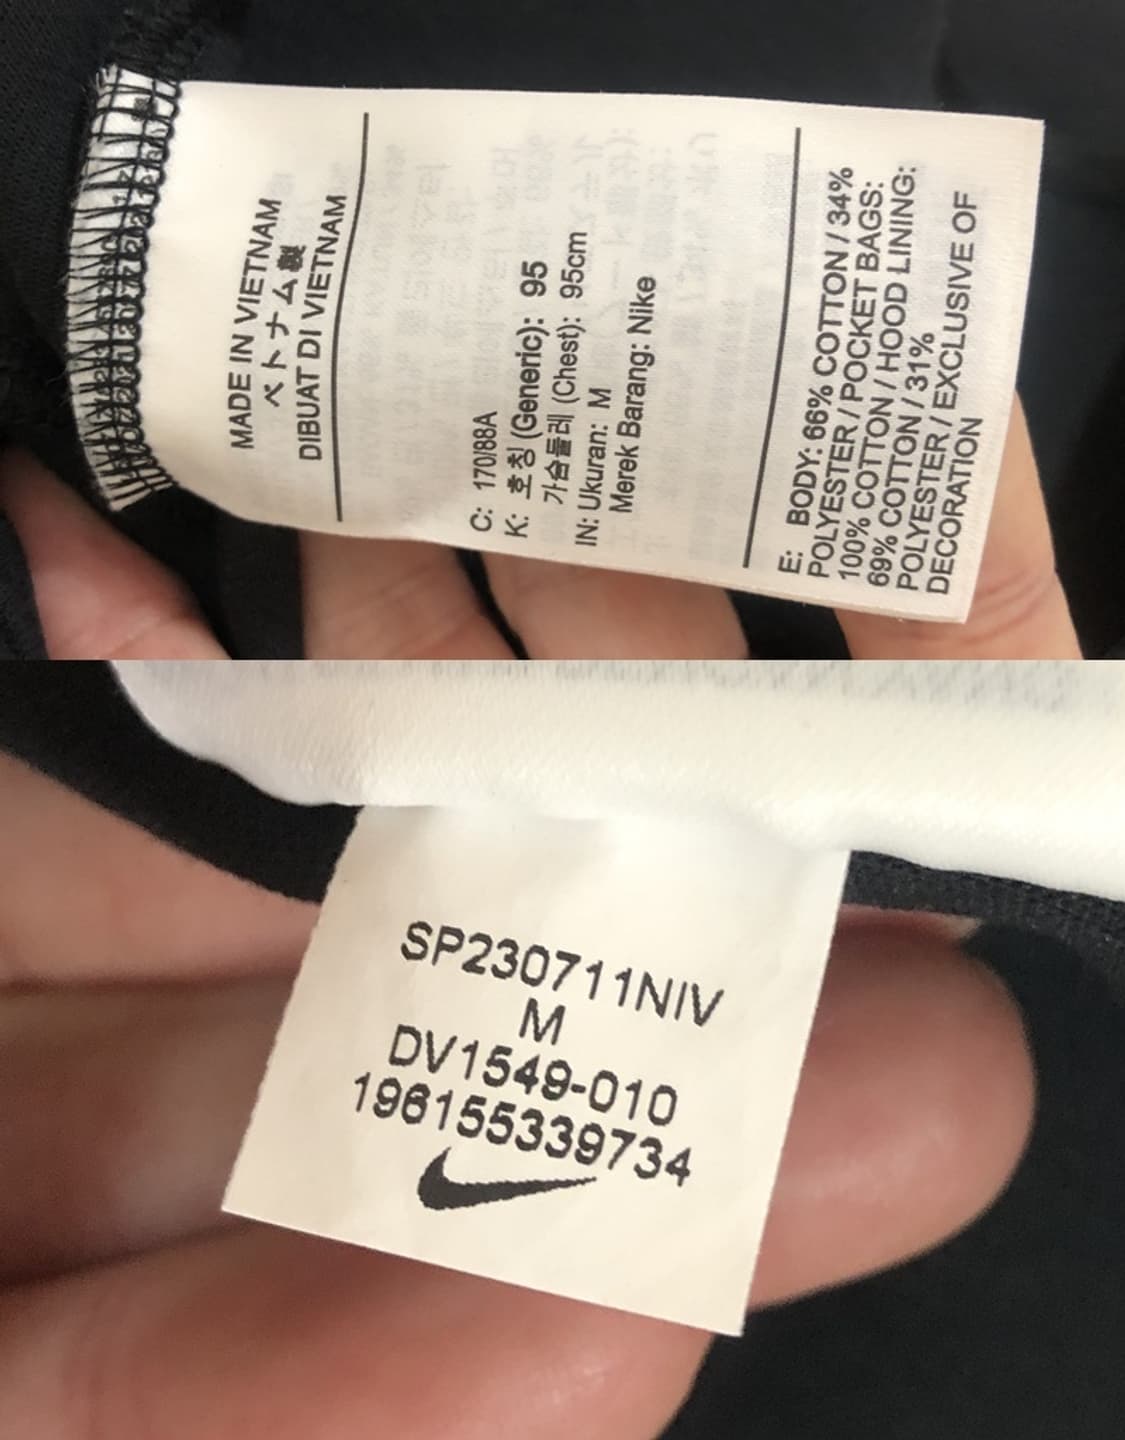 MADE IN VIETNAM
ベトナム製
DIBUAT DI VIETNAM
C: 170/88A
K: 호칭 (Generic): 95
가슴둘레 (Chest): 95cm
IN: Ukuran: M
Merek Barang: Nike
E: BODY: 66% COTTON / 34%
POLYESTER / POCKET BAGS:
100% COTTON / HOOD LINING:
69% COTTON / 31%
POLYESTER / EXCLUSIVE OF
DECORATION
SP230711NIV
M
DV1549-010
196155339734